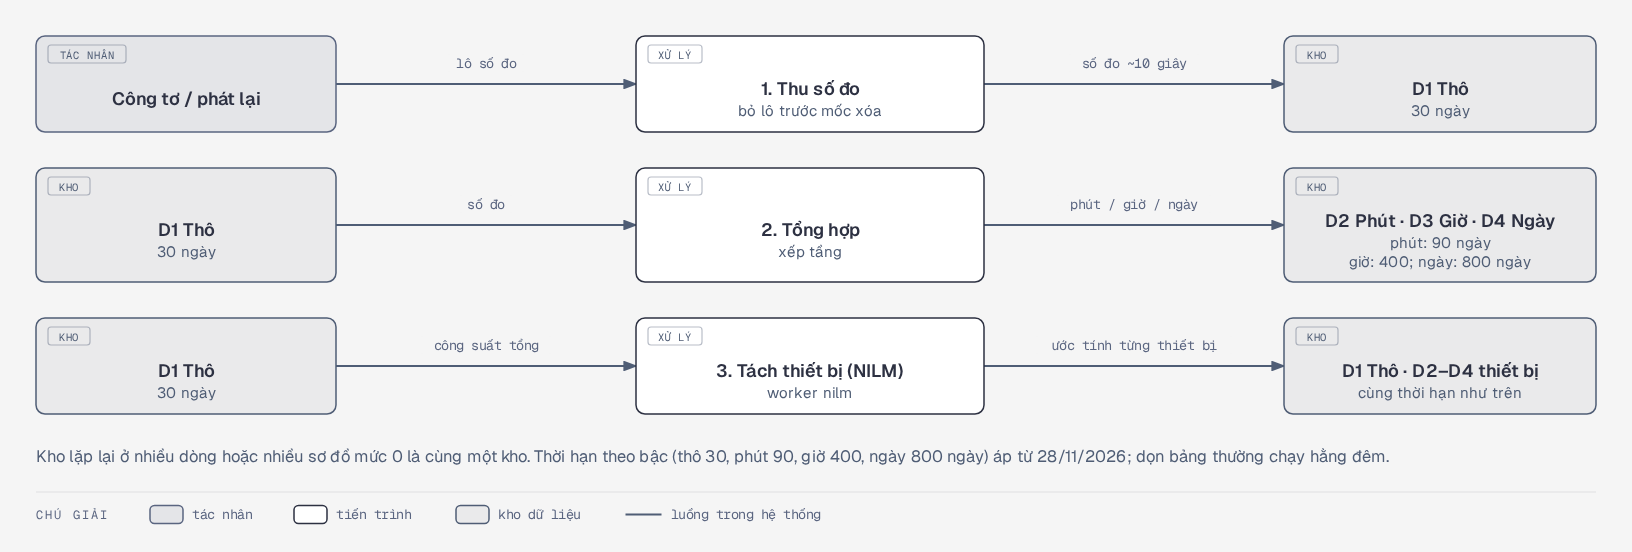 TÁC NHÂN
Công tơ / phát lại
lô số đo
XỬ LÝ
1. Thu số đo
bỏ lô trước mốc xóa
số đo ~10 giây
KHO
D1 Thô
30 ngày
KHO
D1 Thô
30 ngày
số đo
XỬ LÝ
2. Tổng hợp
xếp tầng
phút / giờ / ngày
KHO
D2 Phút · D3 Giờ · D4 Ngày
phút: 90 ngày
giờ: 400; ngày: 800 ngày
KHO
D1 Thô
30 ngày
công suất tổng
XỬ LÝ
3. Tách thiết bị (NILM)
worker nilm
ước tính từng thiết bị
KHO
D1 Thô · D2–D4 thiết bị
cùng thời hạn như trên
Kho lặp lại ở nhiều dòng hoặc nhiều sơ đồ mức 0 là cùng một kho. Thời hạn theo bậc (thô 30, phút 90, giờ 400, ngày 800 ngày) áp từ 28/11/2026; dọn bảng thường chạy hằng đêm.
CHÚ GIẢI
tác nhân
tiến trình
kho dữ liệu
luồng trong hệ thống